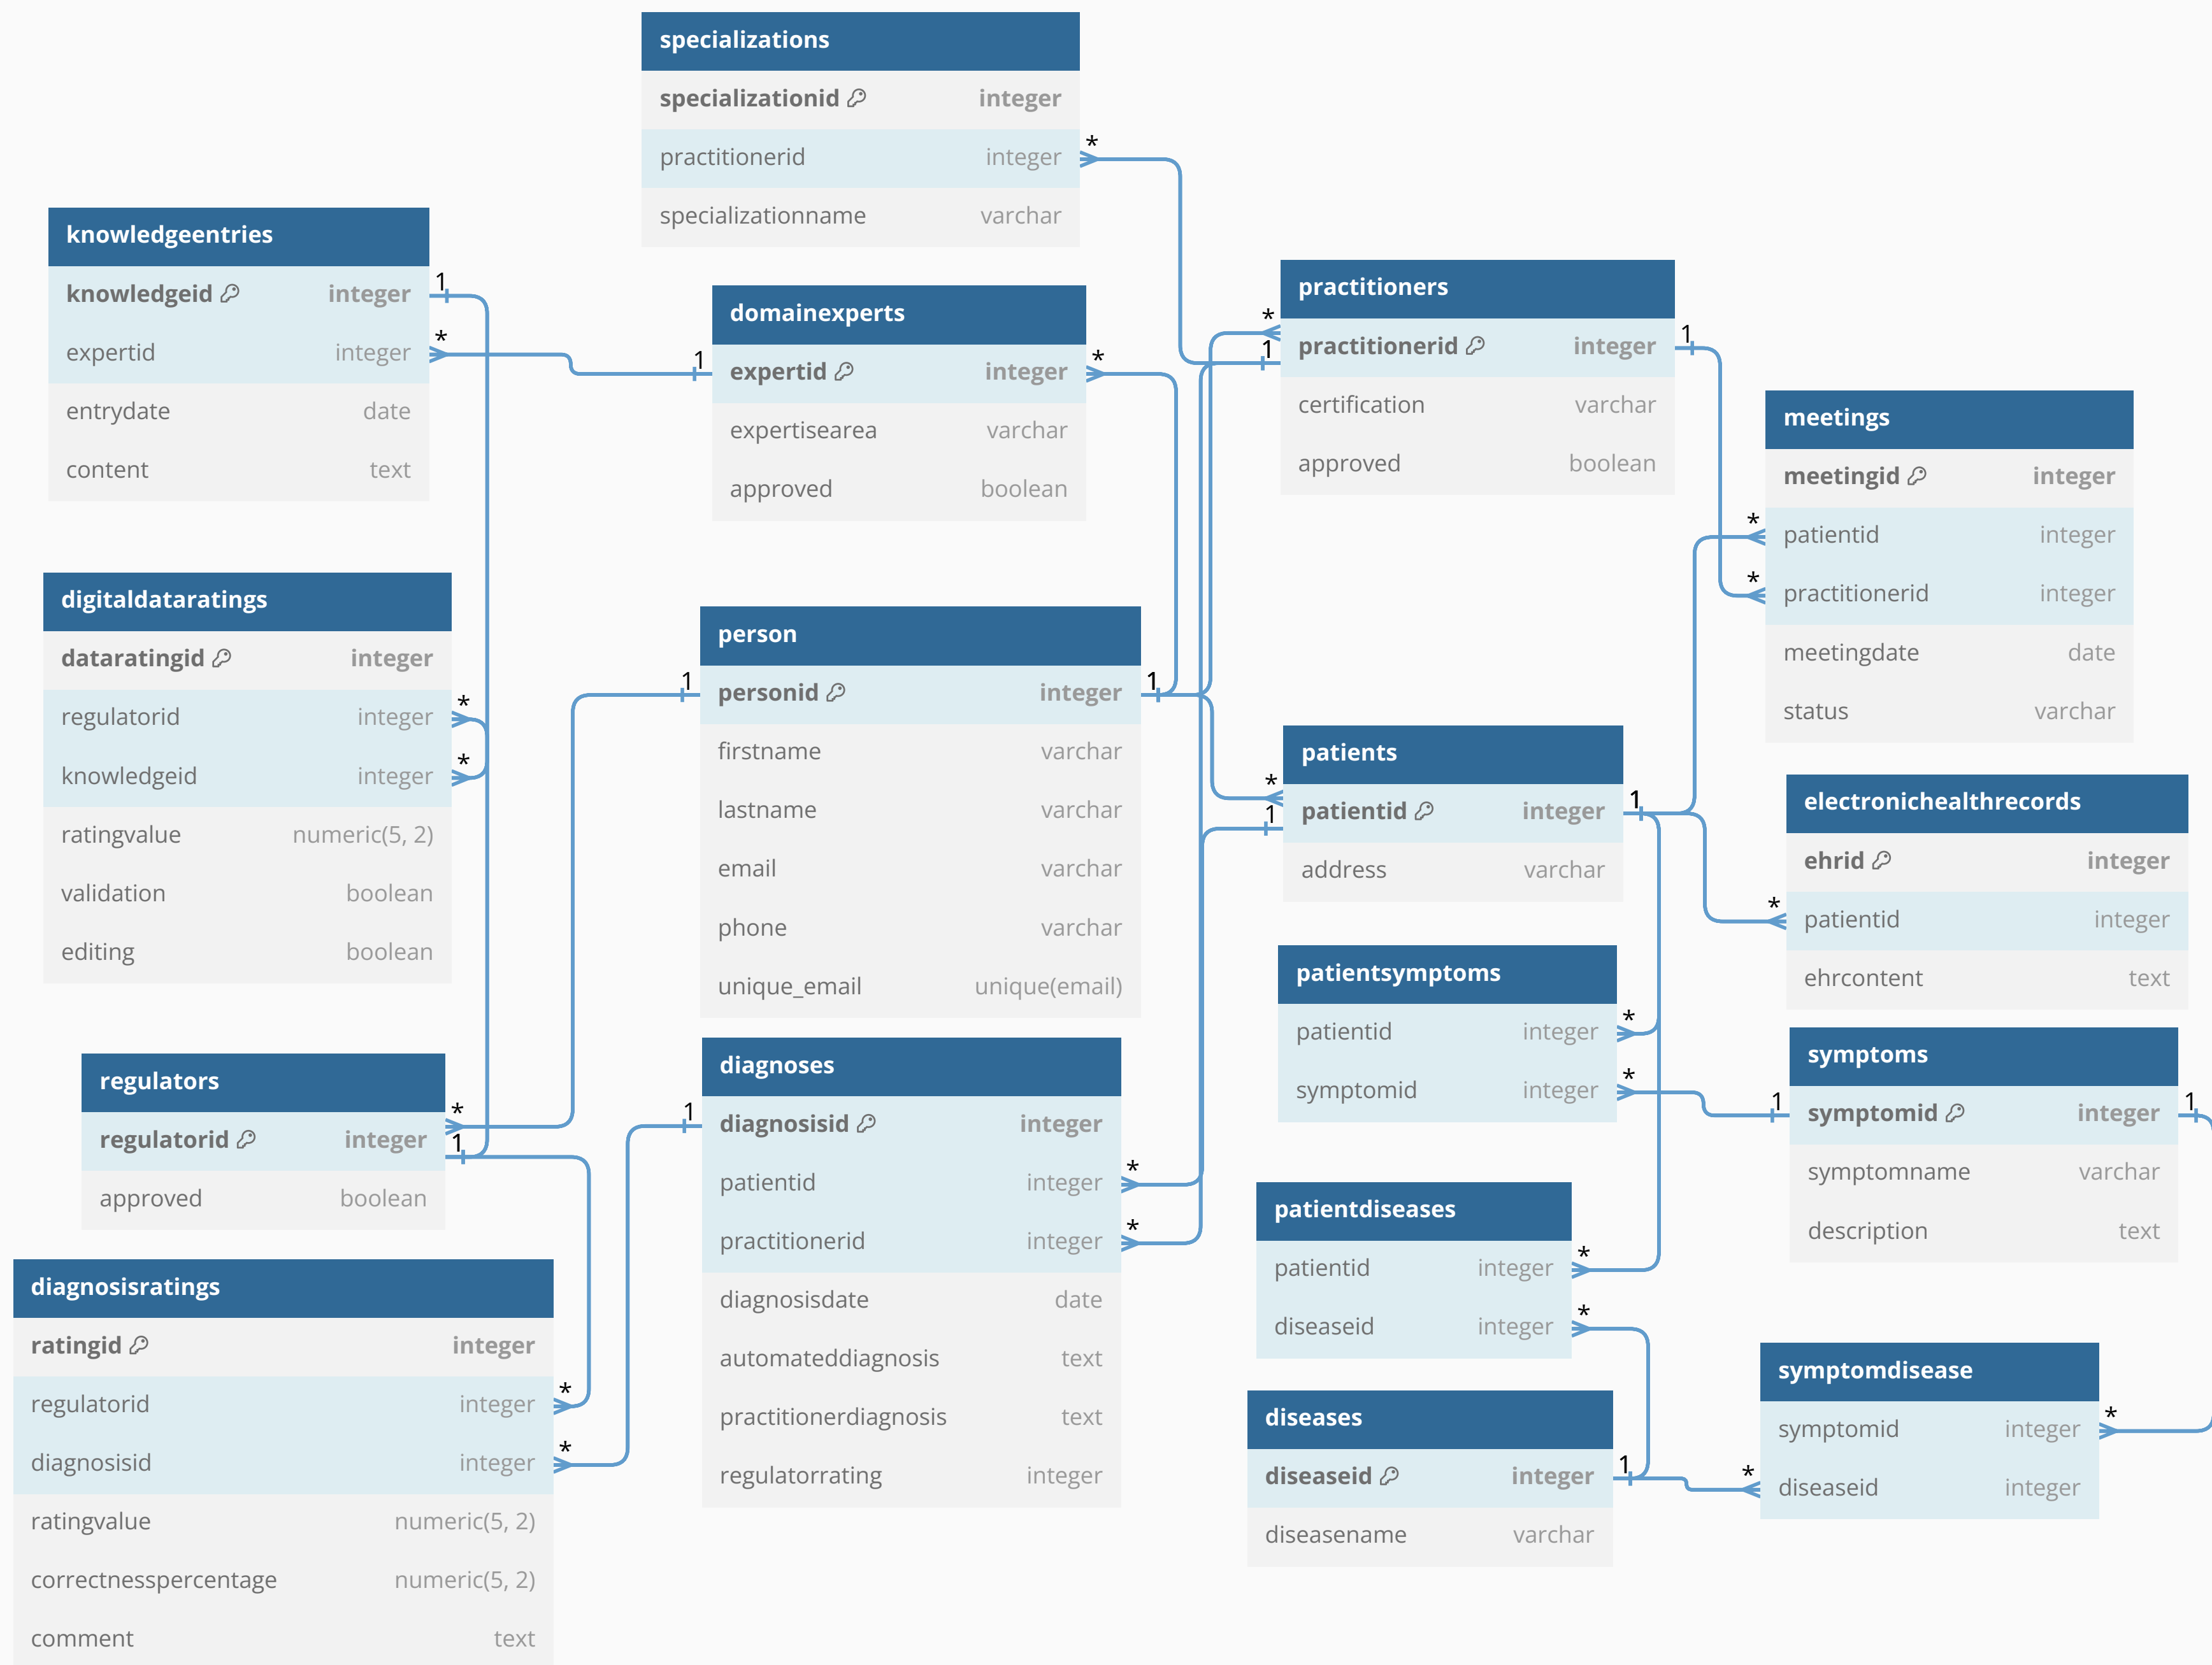 specializations
specializationid integer
practitionerid integer
specializationname varchar
knowledgeentries
knowledgeid integer
expertid integer
entrydate date
content text
domainexperts
expertid integer
expertisearea varchar
approved boolean
practitioners
practitionerid integer
certification varchar
approved boolean
meetings
meetingid integer
patientid integer
practitionerid integer
meetingdate date
status varchar
digitaldataratings
dataratingid integer
regulatorid integer
knowledgeid integer
ratingvalue numeric(5, 2)
validation boolean
editing boolean
person
personid integer
firstname varchar
lastname varchar
email varchar
phone varchar
unique_email unique(email)
patients
patientid integer
address varchar
electronichealthrecords
ehrid integer
patientid integer
ehrcontent text
patientsymptoms
patientid integer
symptomid integer
symptoms
symptomid integer
symptomname varchar
description text
regulators
regulatorid integer
approved boolean
diagnoses
diagnosisid integer
patientid integer
practitionerid integer
diagnosisdate date
automateddiagnosis text
practitionerdiagnosis text
regulatorrating integer
patientdiseases
patientid integer
diseaseid integer
diagnosisratings
ratingid integer
regulatorid integer
diagnosisid integer
ratingvalue numeric(5, 2)
correctnesspercentage numeric(5, 2)
comment text
diseases
diseaseid integer
diseasename varchar
symptomdisease
symptomid integer
diseaseid integer